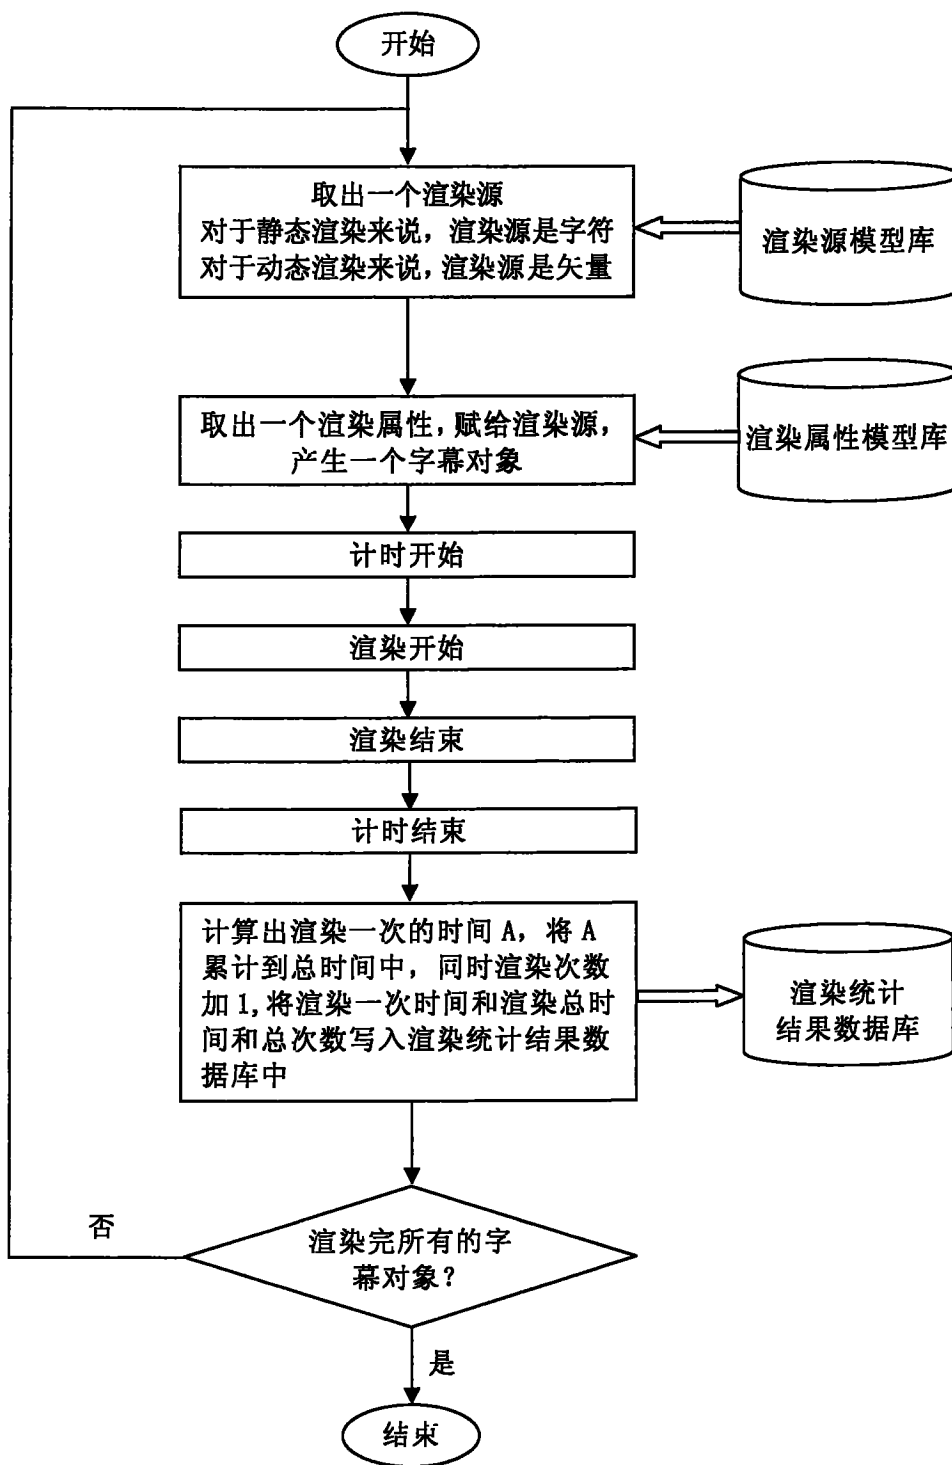 开始
取出一个渲染源
对于静态渲染来说，渲染源是字符
对于动态渲染来说，渲染源是矢量
渲染源模型库
取出一个渲染属性，赋给渲染源，
产生一个字幕对象
渲染属性模型库
计时开始
渲染开始
渲染结束
计时结束
计算出渲染一次的时间 A，将 A
累计到总时间中，同时渲染次数
加 1，将渲染一次时间和渲染总时
间和总次数写入渲染统计结果数
据库中
渲染统计
结果数据库
否
渲染完所有的字
幕对象？
是
结束